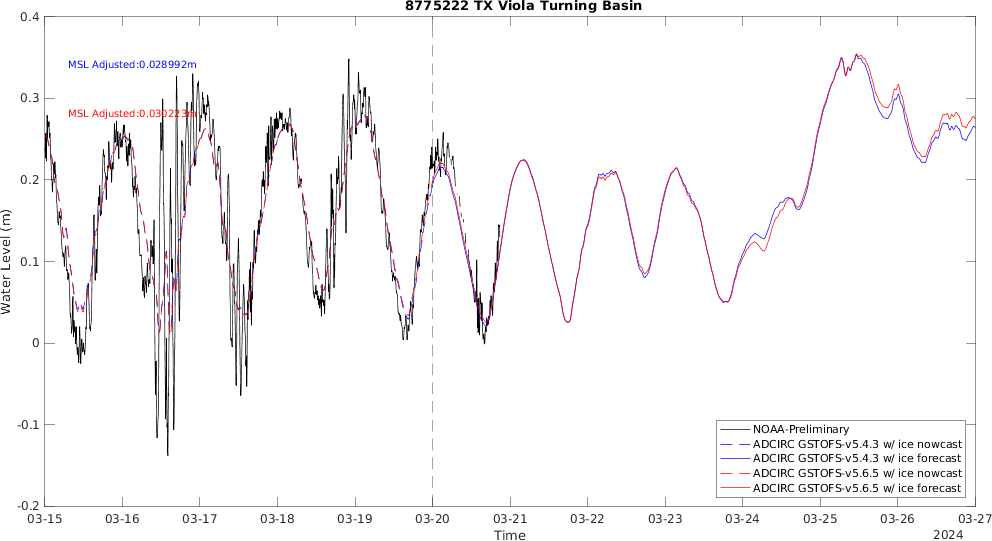 8775222 TX Viola Turning Basin
0.4
0.3
0.2
0.1
0
-0.1
-0.2
Water Level (m)
MSL Adjusted:0.028992m
MSL Adjusted:0.030223m
NOAA-Preliminary
ADCIRC GSTOFS-v5.4.3 w/ ice nowcast
ADCIRC GSTOFS-v5.4.3 w/ ice forecast
ADCIRC GSTOFS-v5.6.5 w/ ice nowcast
ADCIRC GSTOFS-v5.6.5 w/ ice forecast
03-15 03-16 03-17 03-18 03-19 03-20 03-21 03-22 03-23 03-24 03-25 03-26 03-27
Time
2024